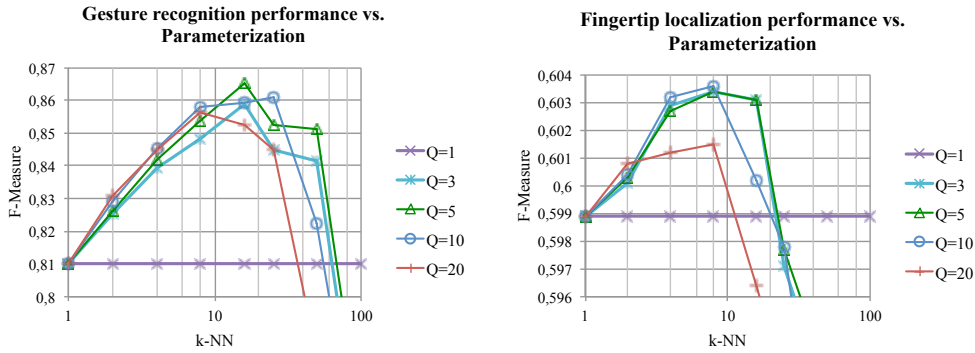 Gesture recognition performance vs.
Parameterization
0,87
0,86
0,85
0,84
0,83
0,82
0,81
0,8
F-Measure
1
10
100
k-NN
Q=1
Q=3
Q=5
Q=10
Q=20
Fingertip localization performance vs.
Parameterization
0,604
0,603
0,602
0,601
0,6
0,599
0,598
0,597
0,596
F-Measure
1
10
100
k-NN
Q=1
Q=3
Q=5
Q=10
Q=20